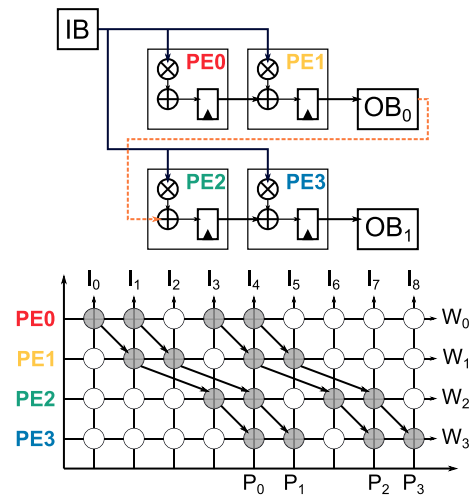 IB
PE0 PE1
OB₀
PE2 PE3
OB₁
I₀ I₁ I₂ I₃ I₄ I₅ I₆ I₇ I₈
PE0 W₀
PE1 W₁
PE2 W₂
PE3 W₃
P₀ P₁ P₂ P₃